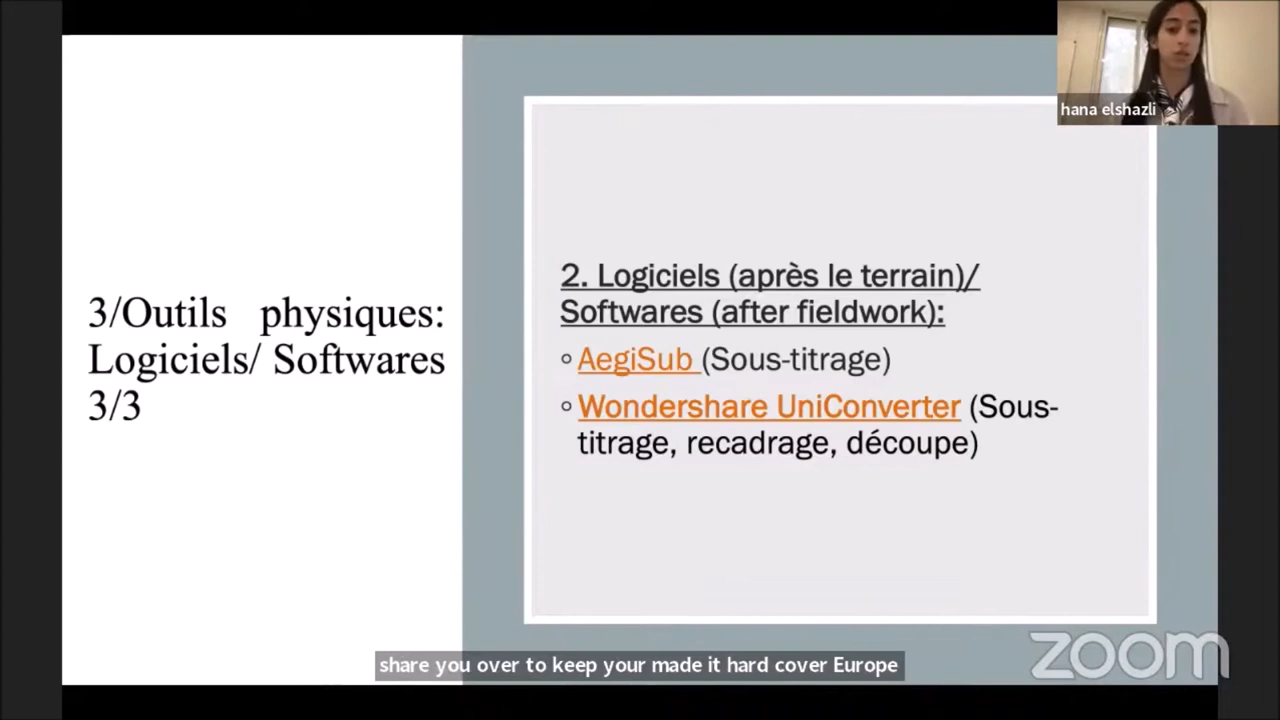 hana elshazli
3/Outils physiques:
Logiciels/ Softwares
3/3
2. Logiciels (après le terrain)/
Softwares (after fieldwork):
◦ AegiSub (Sous-titrage)
◦ Wondershare UniConverter (Sous-
titrage, recadrage, découpe)
share you over to keep your made it hard cover Europe
zoom